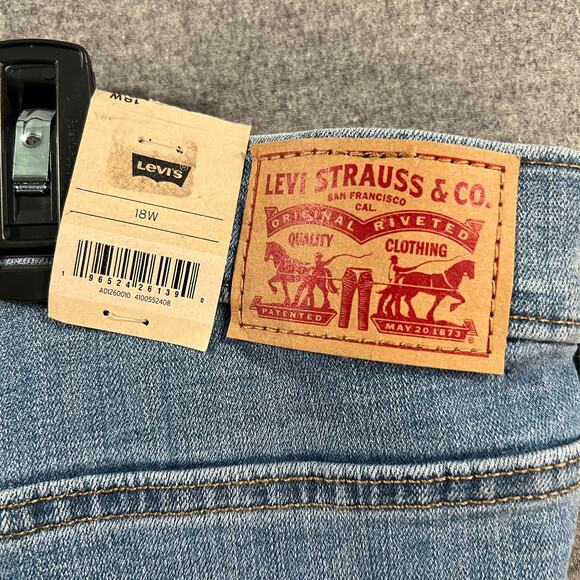 18W
Levi's
18W
1 96524 26139 0
A01260010 4100552408
LEVI STRAUSS & CO.
SAN FRANCISCO
CAL.
ORIGINAL RIVETED
QUALITY CLOTHING
PATENTED MAY 20 1873